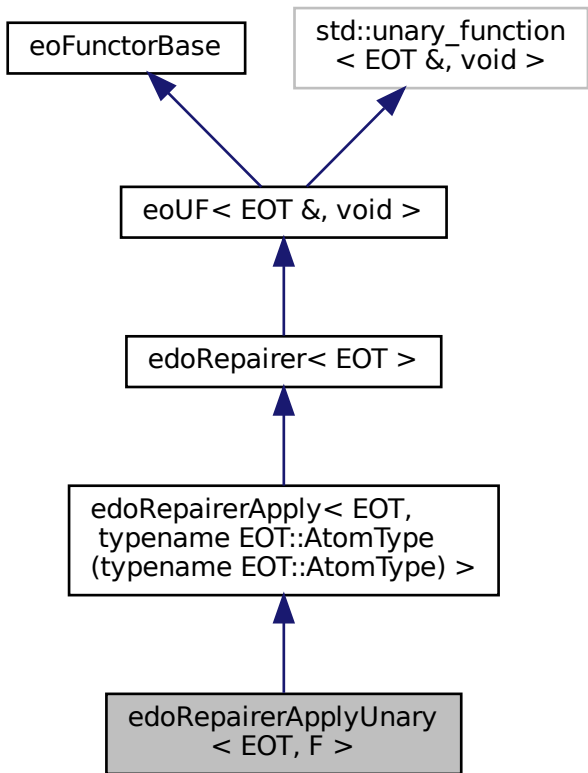 eoFunctorBase
std::unary_function
< EOT &, void >
eoUF< EOT &, void >
edoRepairer< EOT >
edoRepairerApply< EOT,
typename EOT::AtomType
(typename EOT::AtomType) >
edoRepairerApplyUnary
< EOT, F >